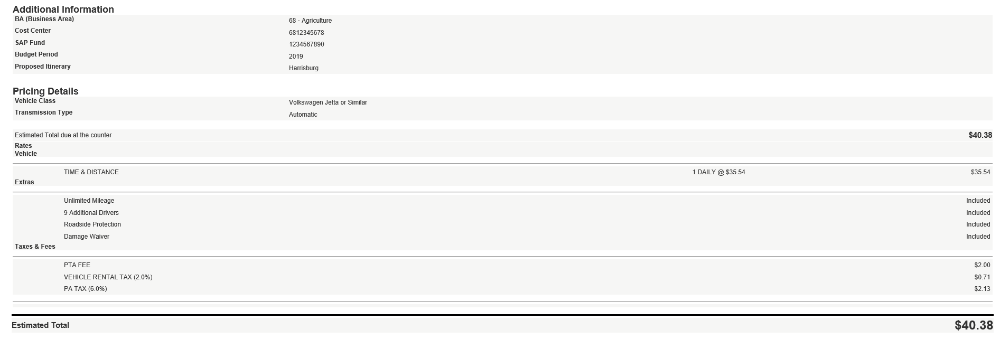 Additional Information
BA (Business Area) 68 - Agriculture
Cost Center 6812345678
SAP Fund 1234567890
Budget Period 2019
Proposed Itinerary Harrisburg
Pricing Details
Vehicle Class Volkswagen Jetta or Similar
Transmission Type Automatic
Estimated Total due at the counter $40.38
Rates
Vehicle
TIME & DISTANCE 1 DAILY @ $35.54 $35.54
Extras
Unlimited Mileage Included
9 Additional Drivers Included
Roadside Protection Included
Damage Waiver Included
Taxes & Fees
PTA FEE $2.00
VEHICLE RENTAL TAX (2.0%) $0.71
PA TAX (6.0%) $2.13
Estimated Total $40.38